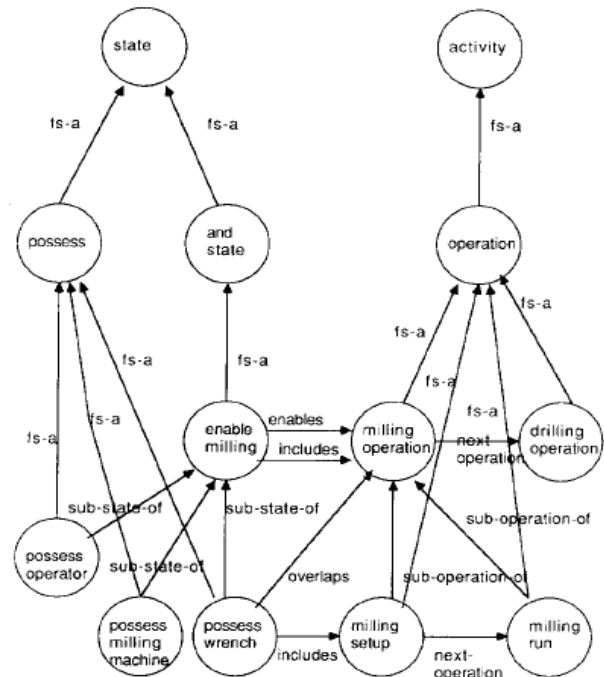 state
activity
fs-a
fs-a
fs-a
possess
and
state
operation
fs-a
fs-a
fs-a
fs-a
fs-a
fs-a
fs-a
fs-a
enable
milling
enables
includes
milling
operation
next
operation
drilling
operation
sub-state-of
sub-state-of
sub-operation-of
possess
operator
sub-state-of
overlaps
sub-operation-of
possess
milling
machine
possess
wrench
includes
milling
setup
next-
operation
milling
run